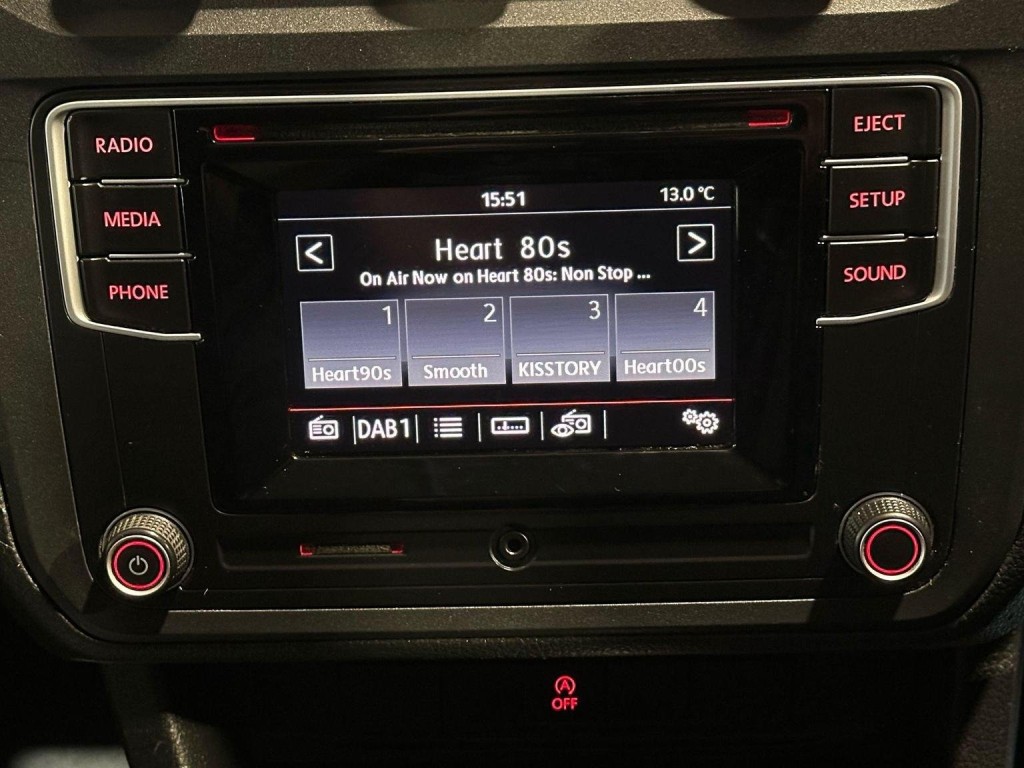 RADIO
MEDIA
PHONE
EJECT
SETUP
SOUND
15:51
13.0 °C
<
Heart 80s
>
On Air Now on Heart 80s: Non Stop ...
1
2
3
4
Heart90s
Smooth
KISSTORY
Heart00s
DAB1
A
OFF